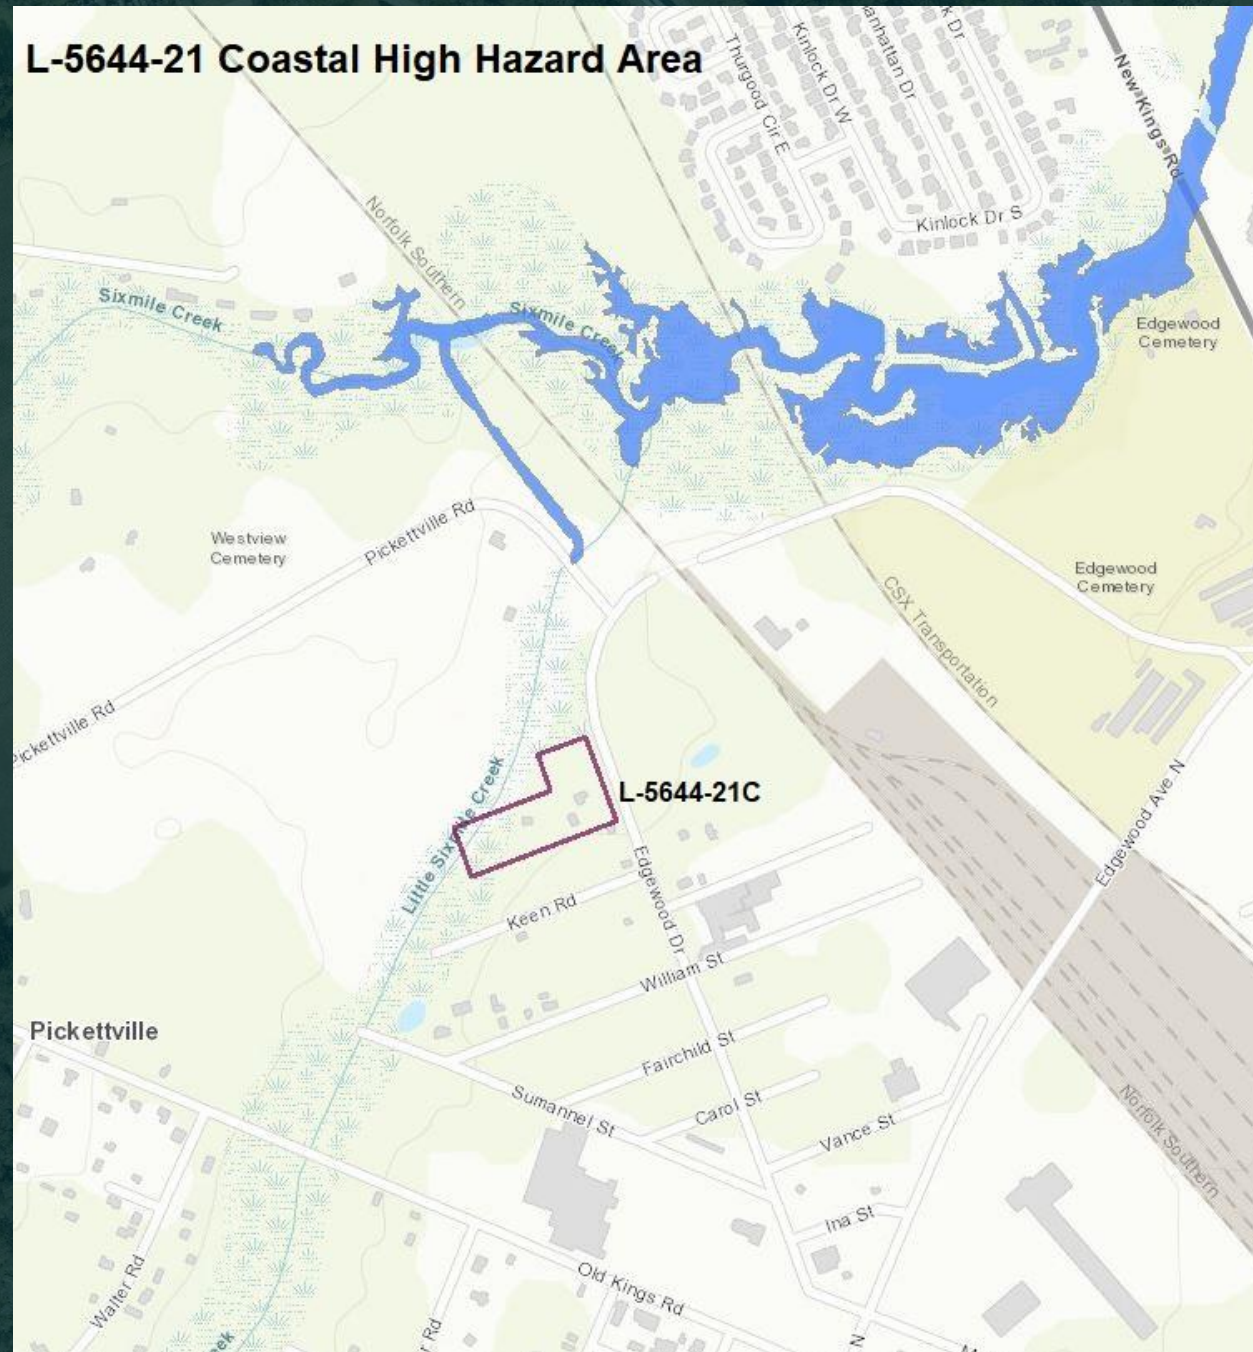 L-5644-21 Coastal High Hazard Area
Thurgood Cir E
Kinlock Dr W
New Kings Rd
Kinlock Dr S
Norfolk Southern
Sixmile Creek
Sixmile Creek
Edgewood
Cemetery
Pickettville Rd
Westview
Cemetery
Edgewood
Cemetery
CSX Transportation
Pickettville Rd
L-5644-21C
Little Sixmile Creek
Edgewood Ave N
Edgewood Dr
Keen Rd
William St
Pickettville
Fairchild St
Sumannel St
Carol St
Vance St
Norfolk Southern
Ina St
Walter Rd
Old Kings Rd
N